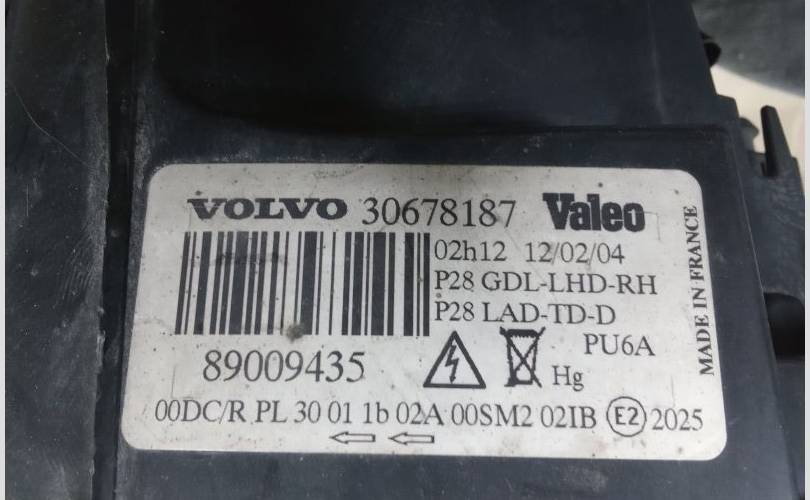 VOLVO 30678187 Valeo
02h12 12/02/04
P28 GDL-LHD-RH
P28 LAD-TD-D
PU6A
89009435
Hg
00DC/R PL 30 01 1b 02A 00SM2 02IB E2 2025
MADE IN FRANCE